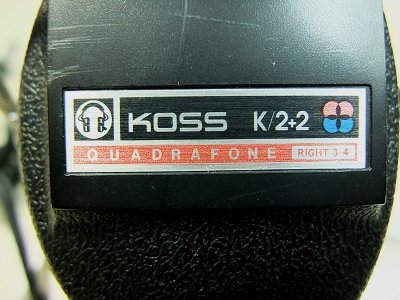 KOSS K/2+2
QUADRAFONE RIGHT 3-4